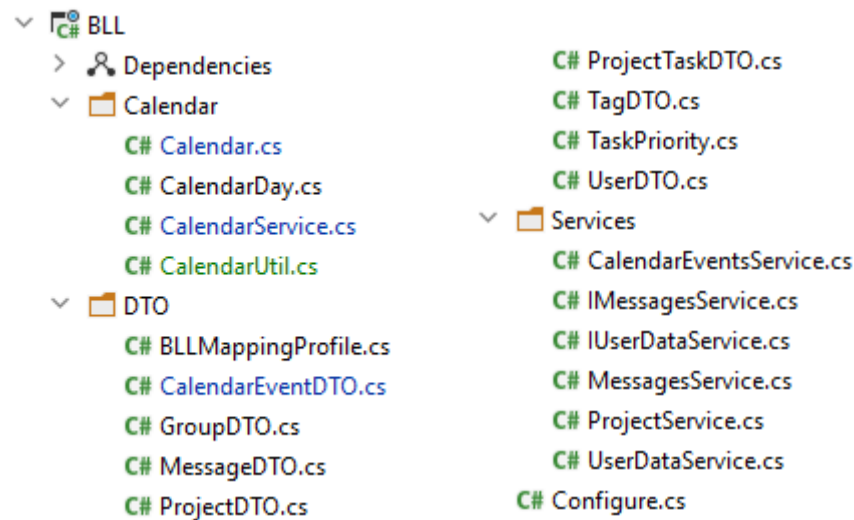 C# BLL
Dependencies
Calendar
C# Calendar.cs
C# CalendarDay.cs
C# CalendarService.cs
C# CalendarUtil.cs
DTO
C# BLLMappingProfile.cs
C# CalendarEventDTO.cs
C# GroupDTO.cs
C# MessageDTO.cs
C# ProjectDTO.cs
C# ProjectTaskDTO.cs
C# TagDTO.cs
C# TaskPriority.cs
C# UserDTO.cs
Services
C# CalendarEventsService.cs
C# IMessagesService.cs
C# IUserDataService.cs
C# MessagesService.cs
C# ProjectService.cs
C# UserDataService.cs
C# Configure.cs